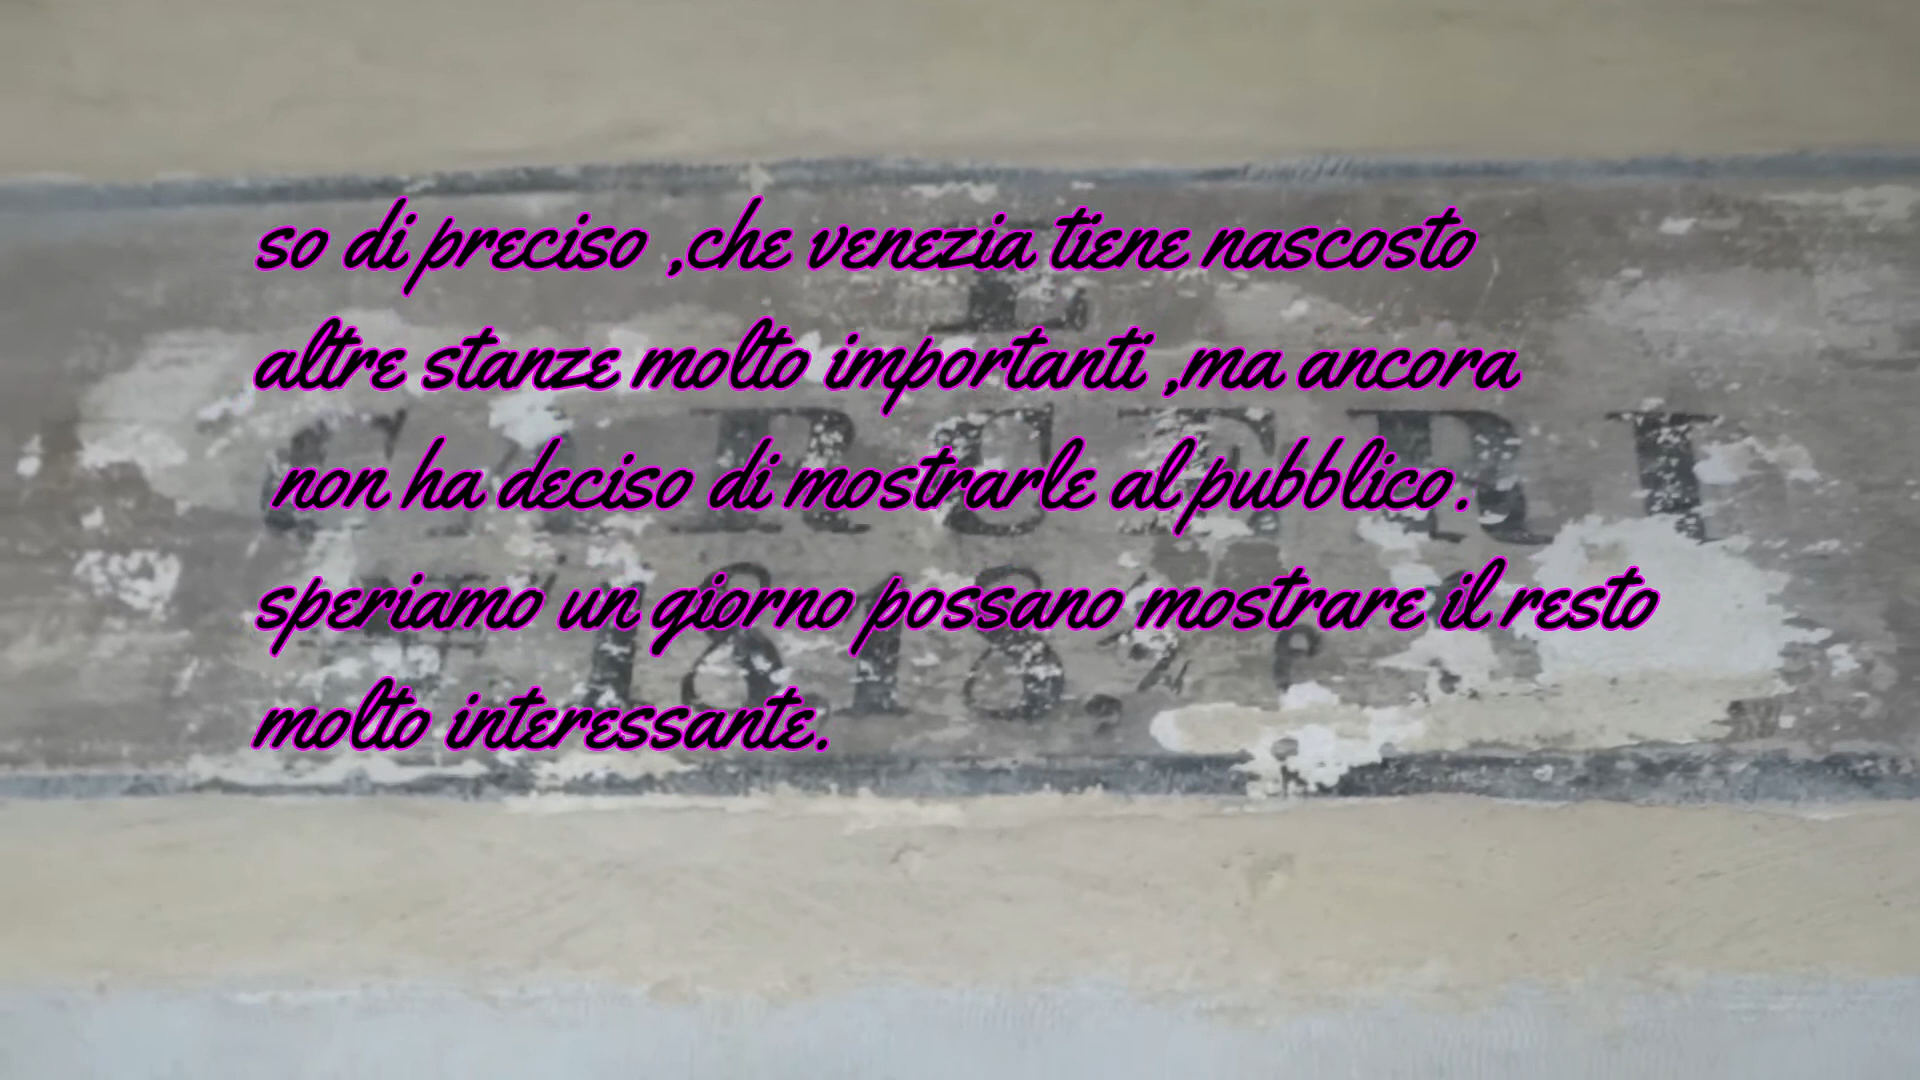 so di preciso ,che venezia tiene nascosto
altre stanze molto importanti ,ma ancora
non ha deciso di mostrarle al pubblico.
speriamo un giorno possano mostrare il resto
molto interessante.
CARCERI